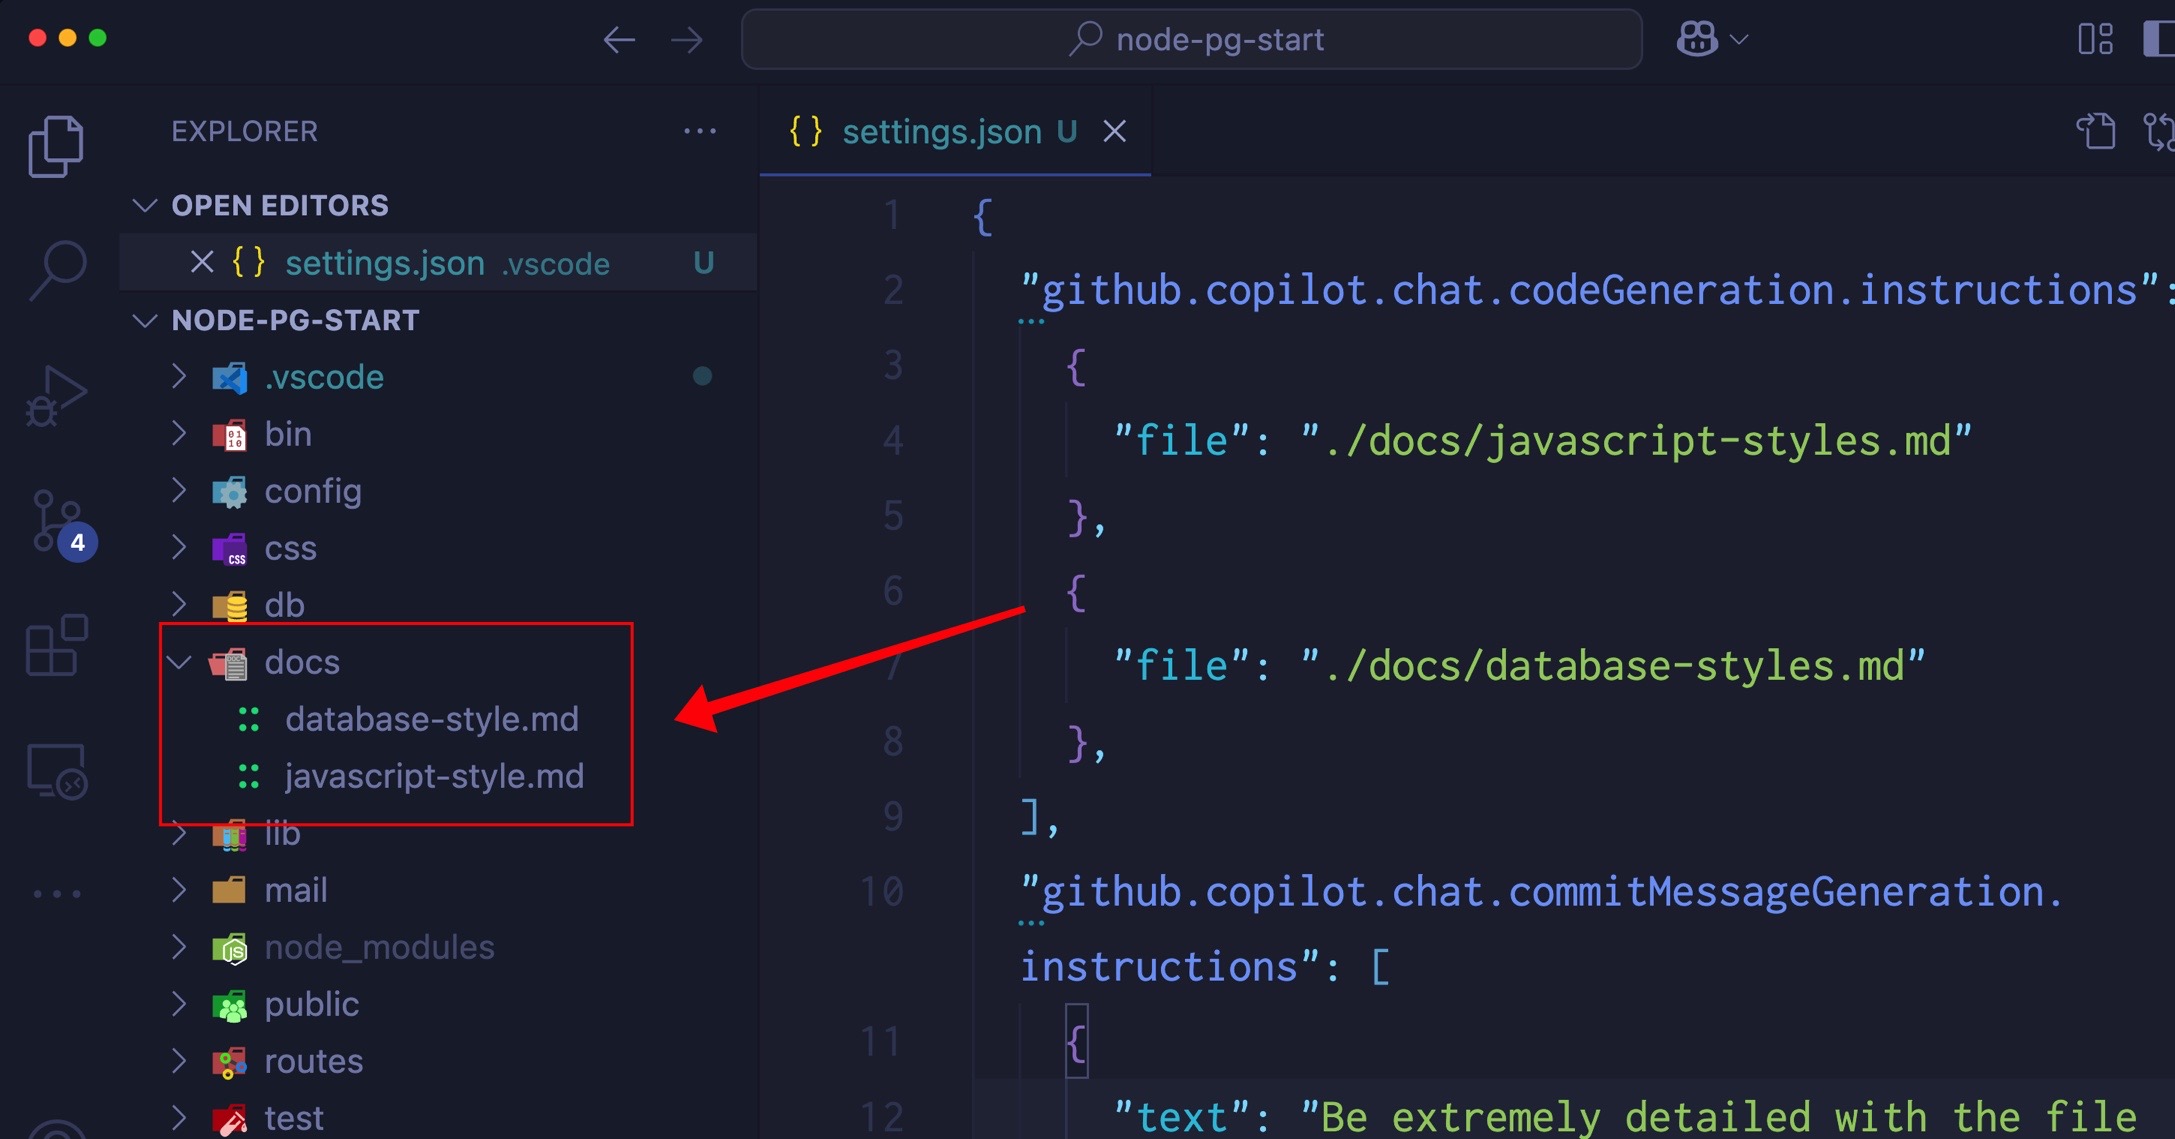 node-pg-start
EXPLORER
OPEN EDITORS
settings.json .vscode U
NODE-PG-START
.vscode
bin
config
css
db
docs
database-style.md
javascript-style.md
lib
mail
node_modules
public
routes
test
4
settings.json U
1 {
2 "github.copilot.chat.codeGeneration.instructions":
3 {
4 "file": "./docs/javascript-styles.md"
5 },
6 {
7 "file": "./docs/database-styles.md"
8 },
9 ],
10 "github.copilot.chat.commitMessageGeneration.
instructions": [
11 {
12 "text": "Be extremely detailed with the file